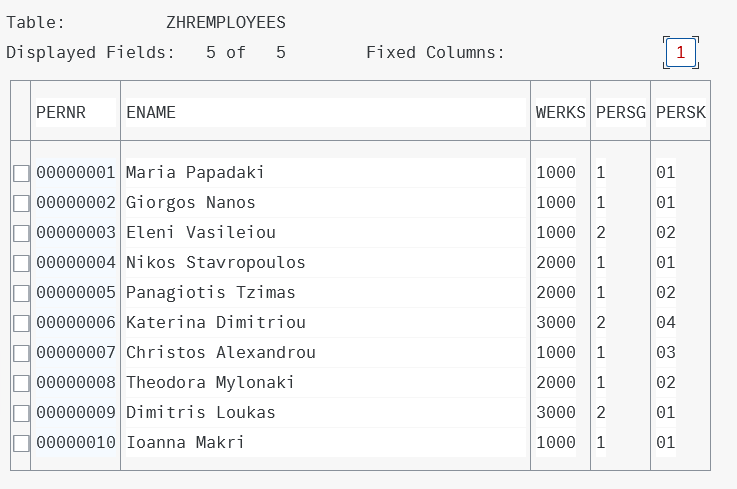 Table: ZHREMPLOYEES
Displayed Fields: 5 of 5 Fixed Columns: 1
PERNR ENAME WERKS PERSG PERSK
00000001 Maria Papadaki 1000 1 01
00000002 Giorgos Nanos 1000 1 01
00000003 Eleni Vasileiou 1000 2 02
00000004 Nikos Stavropoulos 2000 1 01
00000005 Panagiotis Tzimas 2000 1 02
00000006 Katerina Dimitriou 3000 2 04
00000007 Christos Alexandrou 1000 1 03
00000008 Theodora Mylonaki 2000 1 02
00000009 Dimitris Loukas 3000 2 01
00000010 Ioanna Makri 1000 1 01